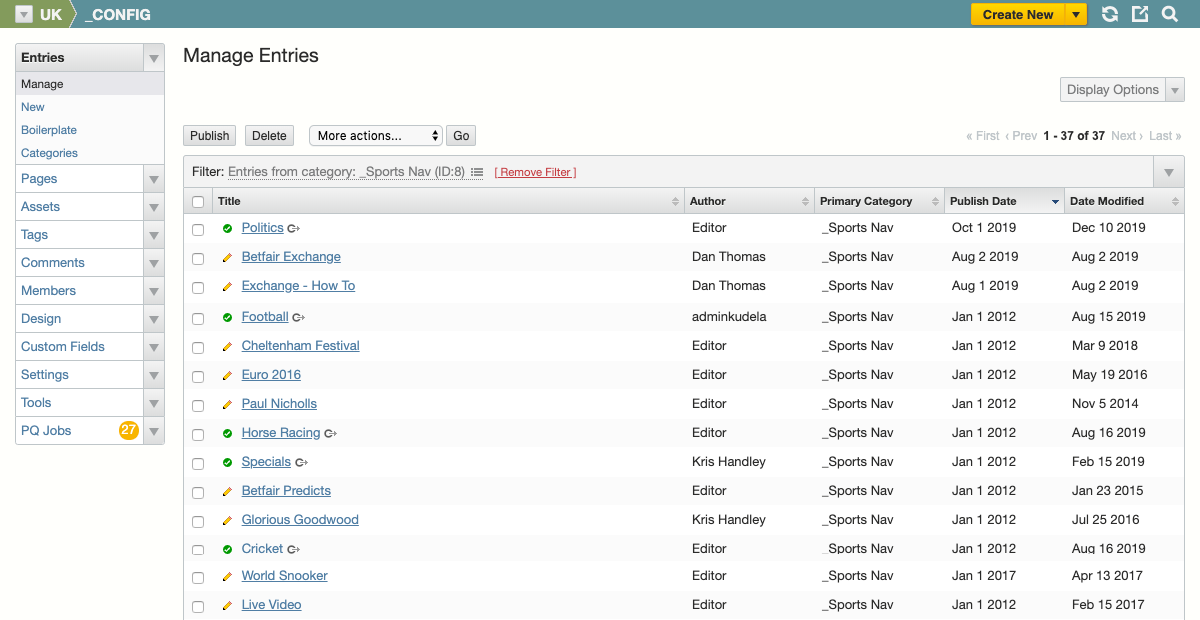 UK _CONFIG Create New
Entries
Manage
New
Boilerplate
Categories
Pages
Assets
Tags
Comments
Members
Design
Custom Fields
Settings
Tools
PQ Jobs 27
Manage Entries
Display Options
Publish Delete More actions... Go « First ‹ Prev 1 - 37 of 37 Next › Last »
Filter: Entries from category: _Sports Nav (ID:8) [ Remove Filter ]
Title Author Primary Category Publish Date Date Modified
Politics Editor _Sports Nav Oct 1 2019 Dec 10 2019
Betfair Exchange Dan Thomas _Sports Nav Aug 2 2019 Aug 2 2019
Exchange - How To Dan Thomas _Sports Nav Aug 1 2019 Aug 2 2019
Football adminkudela _Sports Nav Jan 1 2012 Aug 15 2019
Cheltenham Festival Editor _Sports Nav Jan 1 2012 Mar 9 2018
Euro 2016 Editor _Sports Nav Jan 1 2012 May 19 2016
Paul Nicholls Editor _Sports Nav Jan 1 2012 Nov 5 2014
Horse Racing Editor _Sports Nav Jan 1 2012 Aug 16 2019
Specials Kris Handley _Sports Nav Jan 1 2012 Feb 15 2019
Betfair Predicts Editor _Sports Nav Jan 1 2012 Jan 23 2015
Glorious Goodwood Kris Handley _Sports Nav Jan 1 2012 Jul 25 2016
Cricket Editor _Sports Nav Jan 1 2012 Aug 16 2019
World Snooker Editor _Sports Nav Jan 1 2017 Apr 13 2017
Live Video Editor _Sports Nav Jan 1 2012 Feb 15 2017